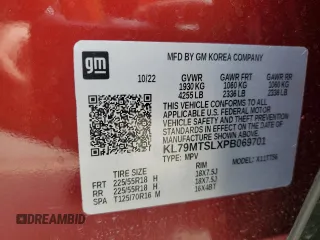 gm
MFD BY GM KOREA COMPANY
10/22 GVWR GAWR FRT GAWR RR
1930 KG 1060 KG 1060 KG
4255 LB 2336 LB 2336 LB
THIS VEHICLE CONFORMS TO ALL
APPLICABLE U.S. FEDERAL MOTOR
VEHICLE SAFETY, BUMPER, AND
THEFT PREVENTION STANDARDS IN
EFFECT ON THE DATE OF
MANUFACTURE SHOWN ABOVE.
KL79MTSLXPB069701
TYPE: MPV
TIRE SIZE RIM
FRT 225/55R18 H 18X7.5J
RR 225/55R18 H 18X7.5J
SPA T125/70R16 M 16X4BT
© DREAMBID DREAMBID.COM